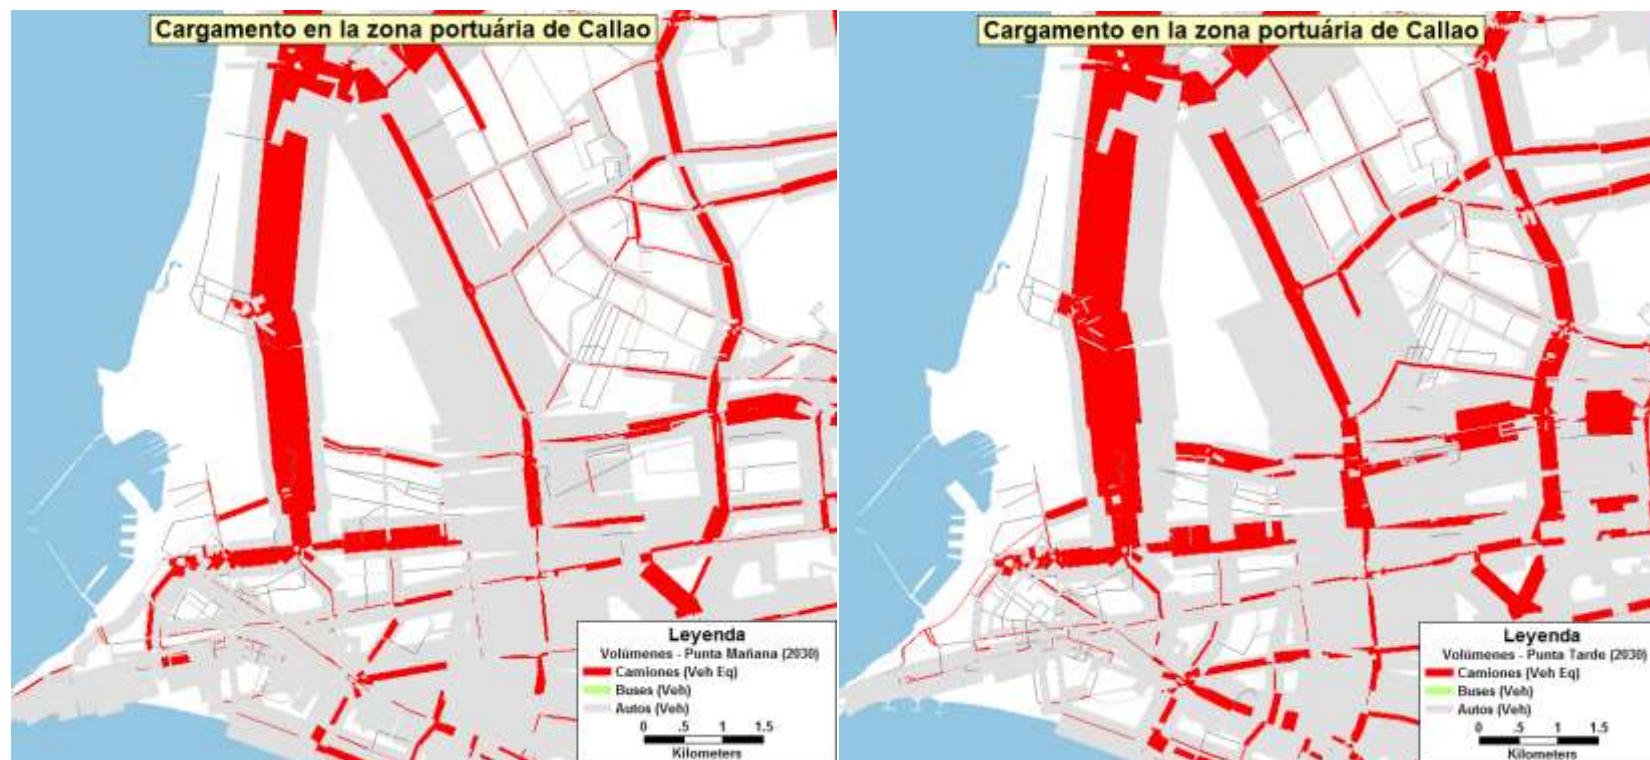 Cargamento en la zona portuária de Callao
Leyenda
Volúmenes - Punta Mañana (2030)
Camiones (Veh Eq)
Buses (Veh)
Autos (Veh)
0 .5 1 1.5
Kilometers
Cargamento en la zona portuária de Callao
Leyenda
Volúmenes - Punta Tarde (2030)
Camiones (Veh Eq)
Buses (Veh)
Autos (Veh)
0 .5 1 1.5
Kilometers